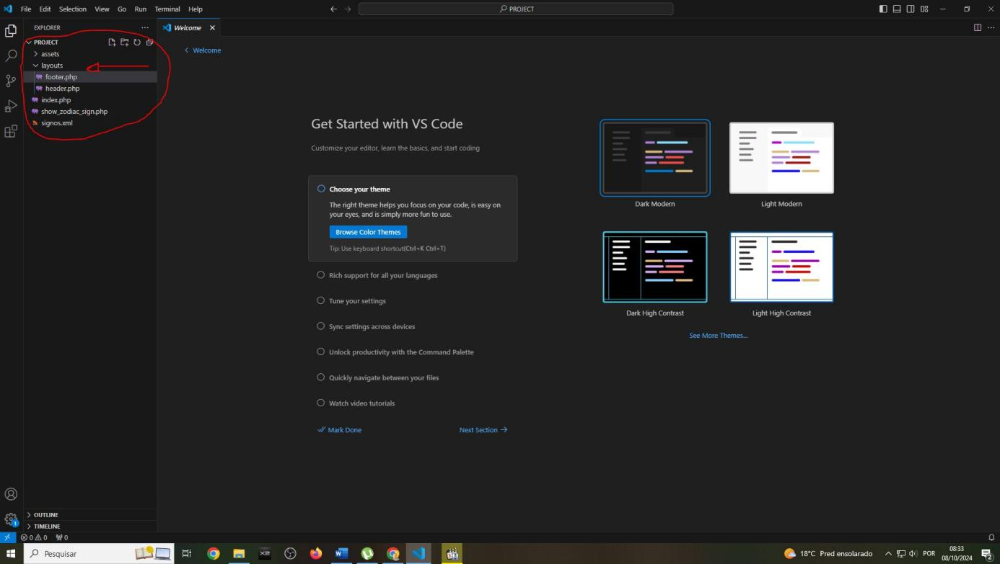 File Edit Selection View Go Run Terminal Help
PROJECT
EXPLORER
Welcome
PROJECT
assets
layouts
footer.php
header.php
index.php
show_zodiac_sign.php
signos.xml
Welcome
Get Started with VS Code
Customize your editor, learn the basics, and start coding
Choose your theme
The right theme helps you focus on your code, is easy on
your eyes, and is simply more fun to use.
Browse Color Themes
Tip: Use keyboard shortcut(Ctrl+K Ctrl+T)
Rich support for all your languages
Tune your settings
Sync settings across devices
Unlock productivity with the Command Palette
Quickly navigate between your files
Watch video tutorials
Mark Done
Next Section
Dark Modern
Light Modern
Dark High Contrast
Light High Contrast
See More Themes...
OUTLINE
TIMELINE
1
0 0 0
Pesquisar
X2
W
18°C Pred ensolarado
POR
08:33
08/10/2024
2